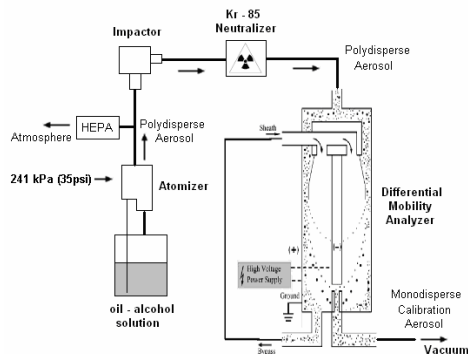 Kr - 85
Neutralizer
Impactor
Polydisperse
Aerosol
HEPA
Atmosphere
Polydisperse
Aerosol
241 kPa (35psi)
Atomizer
Sheath
Differential
Mobility
Analyzer
(+)
(-)
High Voltage
Power Supply
Ground
oil - alcohol
solution
Monodisperse
Calibration
Aerosol
Bypass
Vacuum